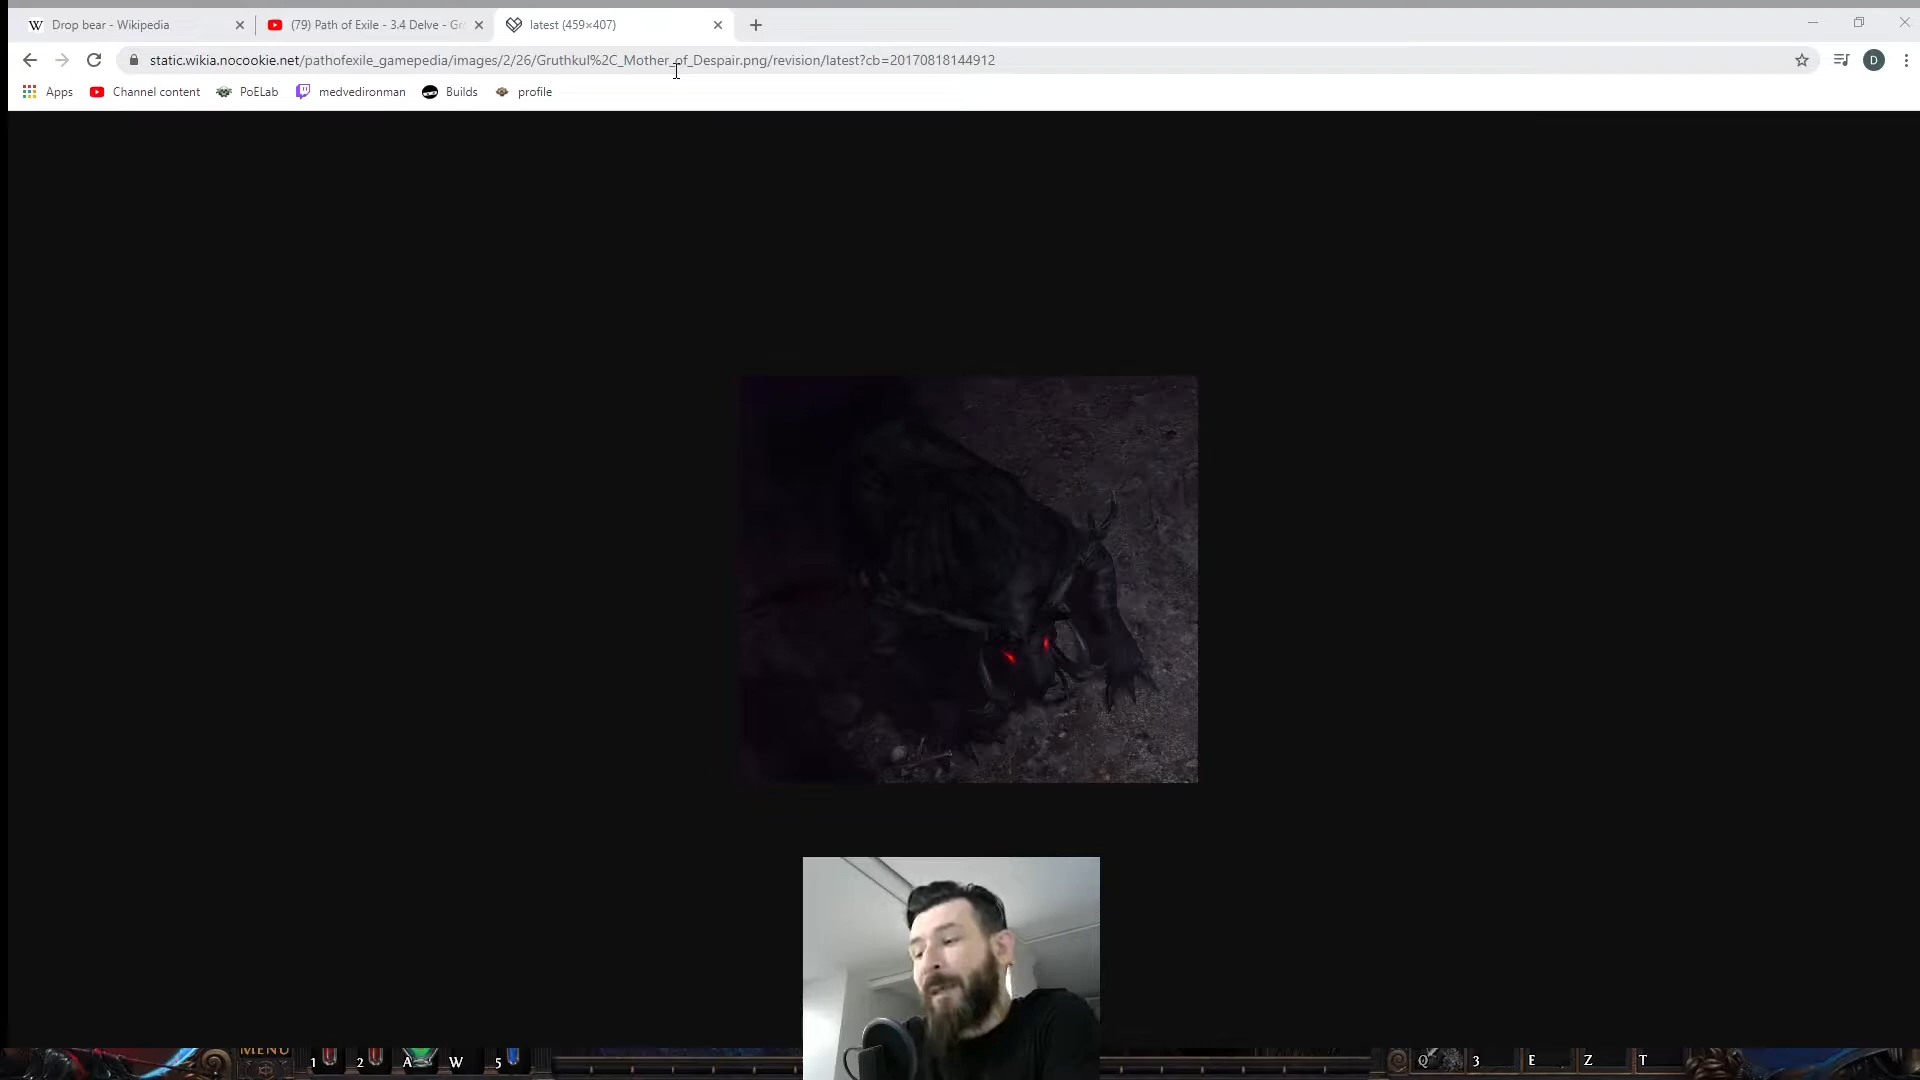 Drop bear - Wikipedia
(79) Path of Exile - 3.4 Delve - Gr
latest (459×407)
static.wikia.nocookie.net/pathofexile_gamepedia/images/2/26/Gruthkul%2C_Mother_of_Despair.png/revision/latest?cb=20170818144912
D
Apps
Channel content
PoELab
medvedironman
Builds
profile
MENU
1 2 A W 5
Q 3 E Z T